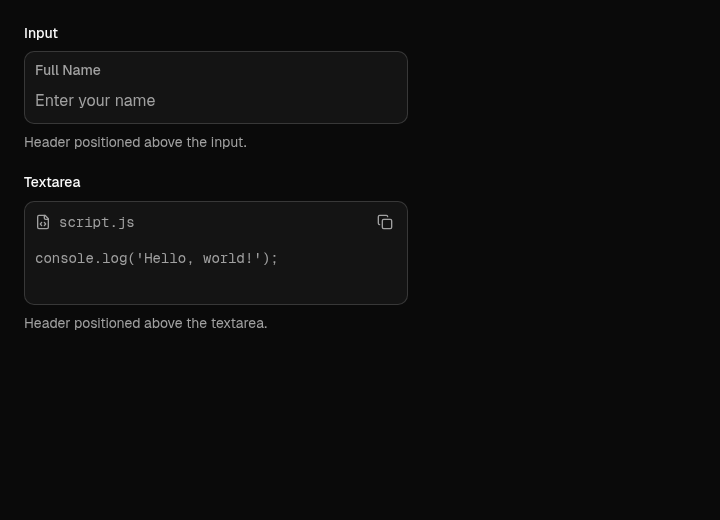 Input
Full Name
Enter your name
Header positioned above the input.
Textarea
script.js
console.log('Hello, world!');
Header positioned above the textarea.